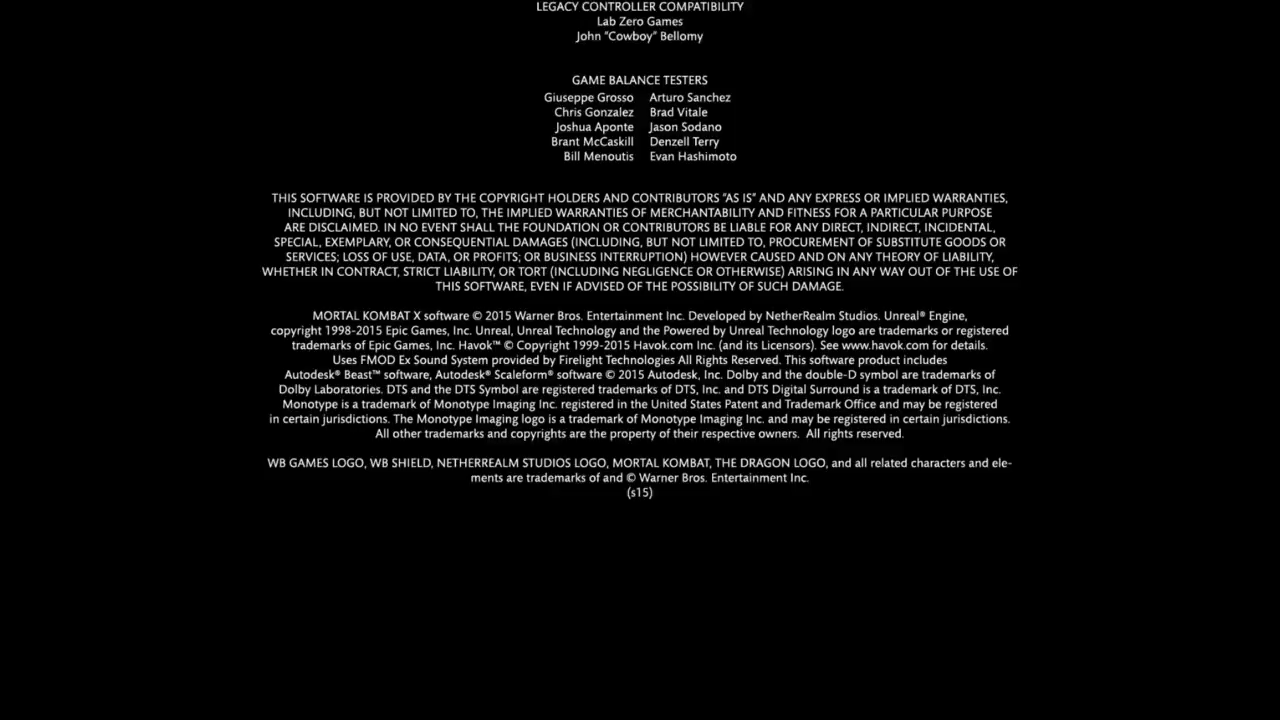 LEGACY CONTROLLER COMPATIBILITY
Lab Zero Games
John “Cowboy” Bellomy
GAME BALANCE TESTERS
Giuseppe Grosso Arturo Sanchez
Chris Gonzalez Brad Vitale
Joshua Aponte Jason Sodano
Brant McCaskill Denzell Terry
Bill Menoutis Evan Hashimoto
THIS SOFTWARE IS PROVIDED BY THE COPYRIGHT HOLDERS AND CONTRIBUTORS “AS IS” AND ANY EXPRESS OR IMPLIED WARRANTIES,
INCLUDING, BUT NOT LIMITED TO, THE IMPLIED WARRANTIES OF MERCHANTABILITY AND FITNESS FOR A PARTICULAR PURPOSE
ARE DISCLAIMED. IN NO EVENT SHALL THE FOUNDATION OR CONTRIBUTORS BE LIABLE FOR ANY DIRECT, INDIRECT, INCIDENTAL,
SPECIAL, EXEMPLARY, OR CONSEQUENTIAL DAMAGES (INCLUDING, BUT NOT LIMITED TO, PROCUREMENT OF SUBSTITUTE GOODS OR
SERVICES; LOSS OF USE, DATA, OR PROFITS; OR BUSINESS INTERRUPTION) HOWEVER CAUSED AND ON ANY THEORY OF LIABILITY,
WHETHER IN CONTRACT, STRICT LIABILITY, OR TORT (INCLUDING NEGLIGENCE OR OTHERWISE) ARISING IN ANY WAY OUT OF THE USE OF
THIS SOFTWARE, EVEN IF ADVISED OF THE POSSIBILITY OF SUCH DAMAGE.
MORTAL KOMBAT X software © 2015 Warner Bros. Entertainment Inc. Developed by NetherRealm Studios. Unreal® Engine,
copyright 1998-2015 Epic Games, Inc. Unreal, Unreal Technology and the Powered by Unreal Technology logo are trademarks or registered
trademarks of Epic Games, Inc. Havok™ © Copyright 1999-2015 Havok.com Inc. (and its Licensors). See www.havok.com for details.
Uses FMOD Ex Sound System provided by Firelight Technologies All Rights Reserved. This software product includes
Autodesk® Beast™ software, Autodesk® Scaleform® software © 2015 Autodesk, Inc. Dolby and the double-D symbol are trademarks of
Dolby Laboratories. DTS and the DTS Symbol are registered trademarks of DTS, Inc. and DTS Digital Surround is a trademark of DTS, Inc.
Monotype is a trademark of Monotype Imaging Inc. registered in the United States Patent and Trademark Office and may be registered
in certain jurisdictions. The Monotype Imaging logo is a trademark of Monotype Imaging Inc. and may be registered in certain jurisdictions.
All other trademarks and copyrights are the property of their respective owners. All rights reserved.
WB GAMES LOGO, WB SHIELD, NETHERREALM STUDIOS LOGO, MORTAL KOMBAT, THE DRAGON LOGO, and all related characters and ele-
ments are trademarks of and © Warner Bros. Entertainment Inc.
(s15)